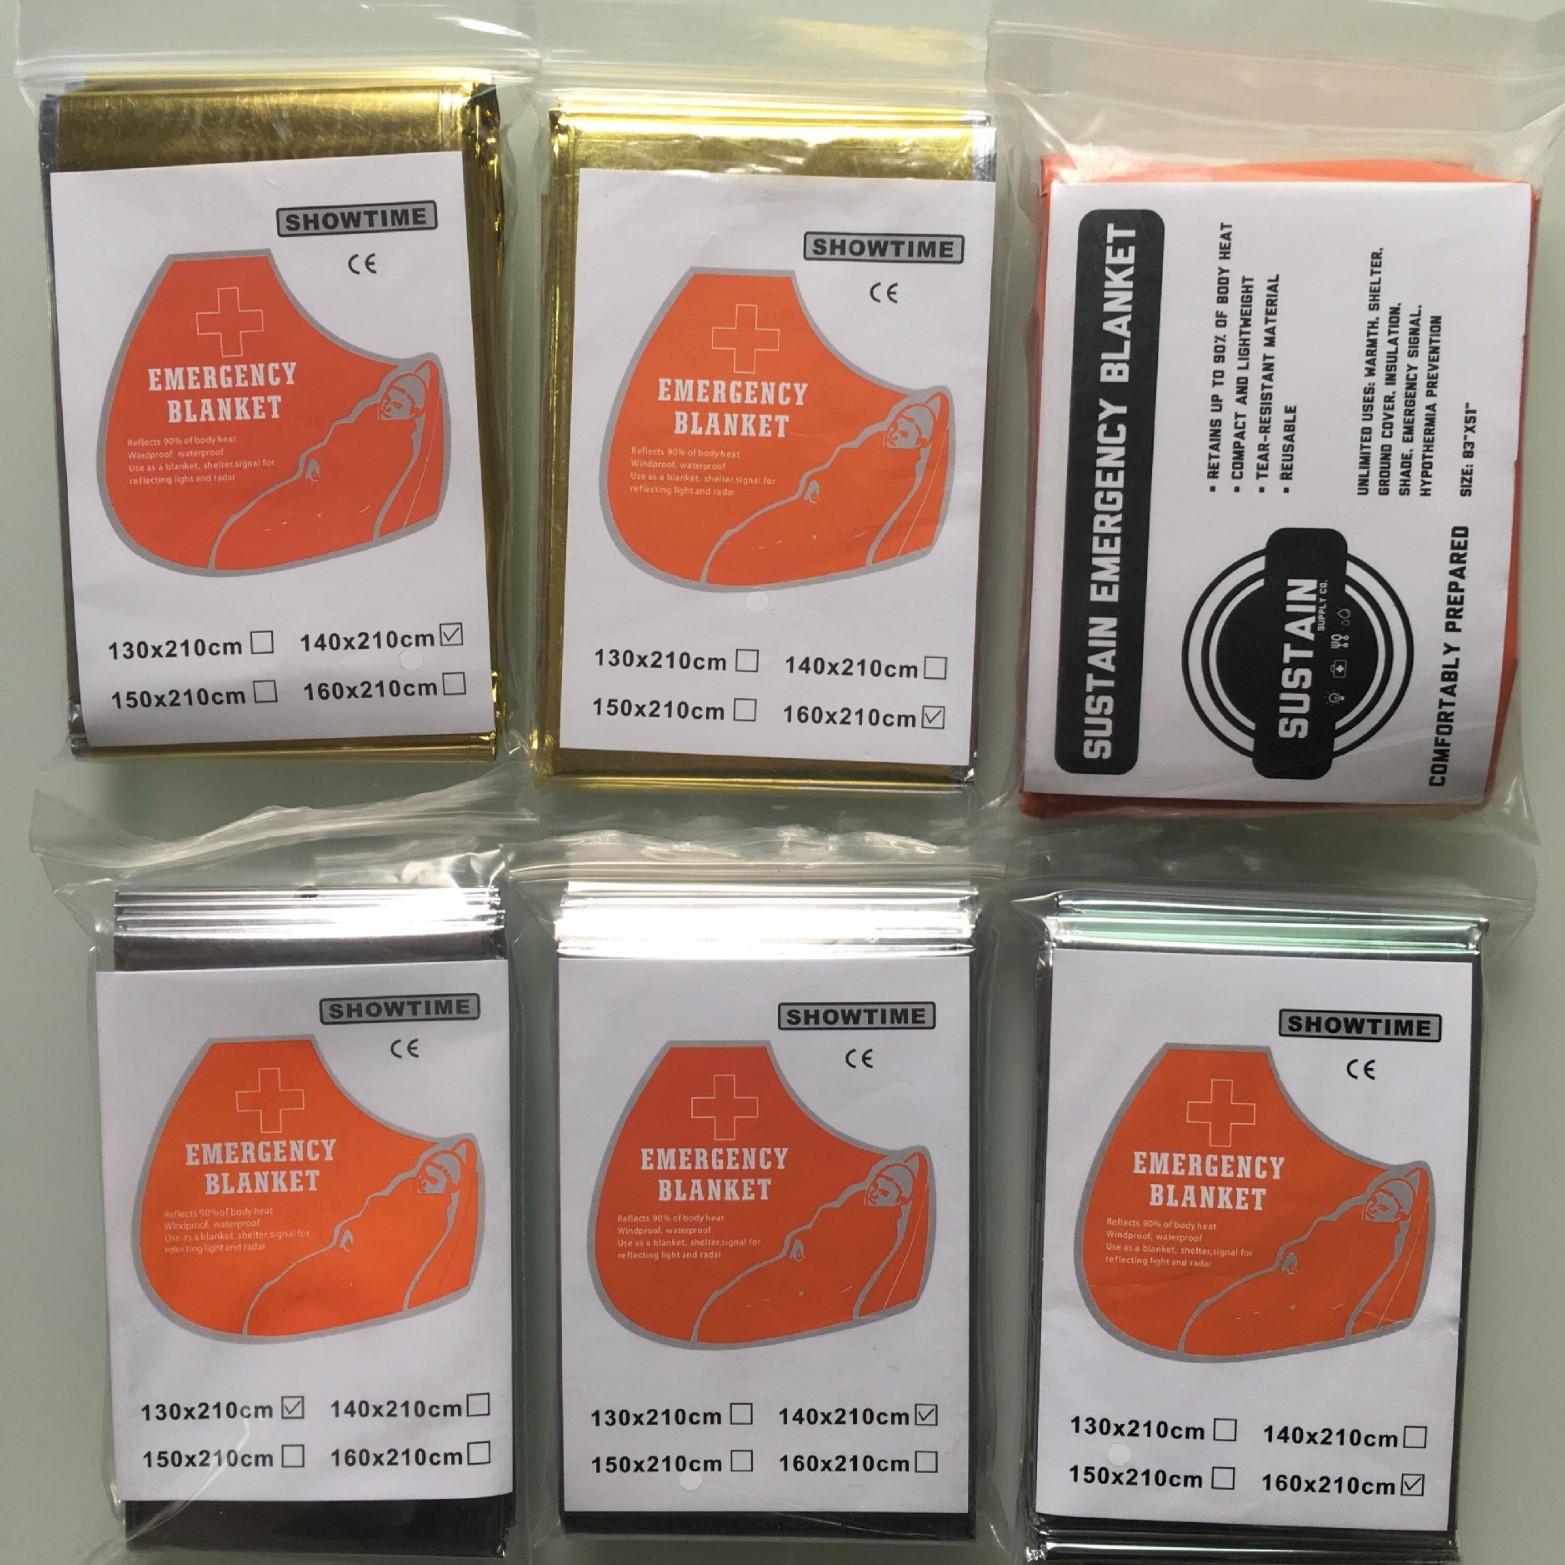 SHOWTIME
CE
EMERGENCY
BLANKET
Reflects 90% of body heat
Windproof, waterproof
Use as a blanket, shelter,signal for
reflecting light and radar
130x210cm 140x210cm
150x210cm 160x210cm
SHOWTIME
CE
EMERGENCY
BLANKET
Reflects 90% of body heat
Windproof, waterproof
Use as a blanket, shelter,signal for
reflecting light and radar
130x210cm 140x210cm
150x210cm 160x210cm
SUSTAIN EMERGENCY BLANKET
• RETAINS UP TO 90% OF BODY HEAT
• COMPACT AND LIGHTWEIGHT
• TEAR-RESISTANT MATERIAL
• REUSABLE
UNLIMITED USES: WARMTH, SHELTER,
GROUND COVER, INSULATION,
SHADE, EMERGENCY SIGNAL,
HYPOTHERMIA PREVENTION
SIZE: 83"X51"
SUSTAIN
SUPPLY CO.
COMFORTABLY PREPARED
SHOWTIME
CE
EMERGENCY
BLANKET
Reflects 90%of body heat
Windproof, waterproof
Use as a blanket, shelter,signal for
reflecting light and radar
130x210cm 140x210cm
150x210cm 160x210cm
SHOWTIME
CE
EMERGENCY
BLANKET
Reflects 90% of body heat
Windproof, waterproof
Use as a blanket, shelter,signal for
reflecting light and radar
130x210cm 140x210cm
150x210cm 160x210cm
SHOWTIME
CE
EMERGENCY
BLANKET
Reflects 90% of body heat
Windproof, waterproof
Use as a blanket, shelter,signal for
reflecting light and radar
130x210cm 140x210cm
150x210cm 160x210cm